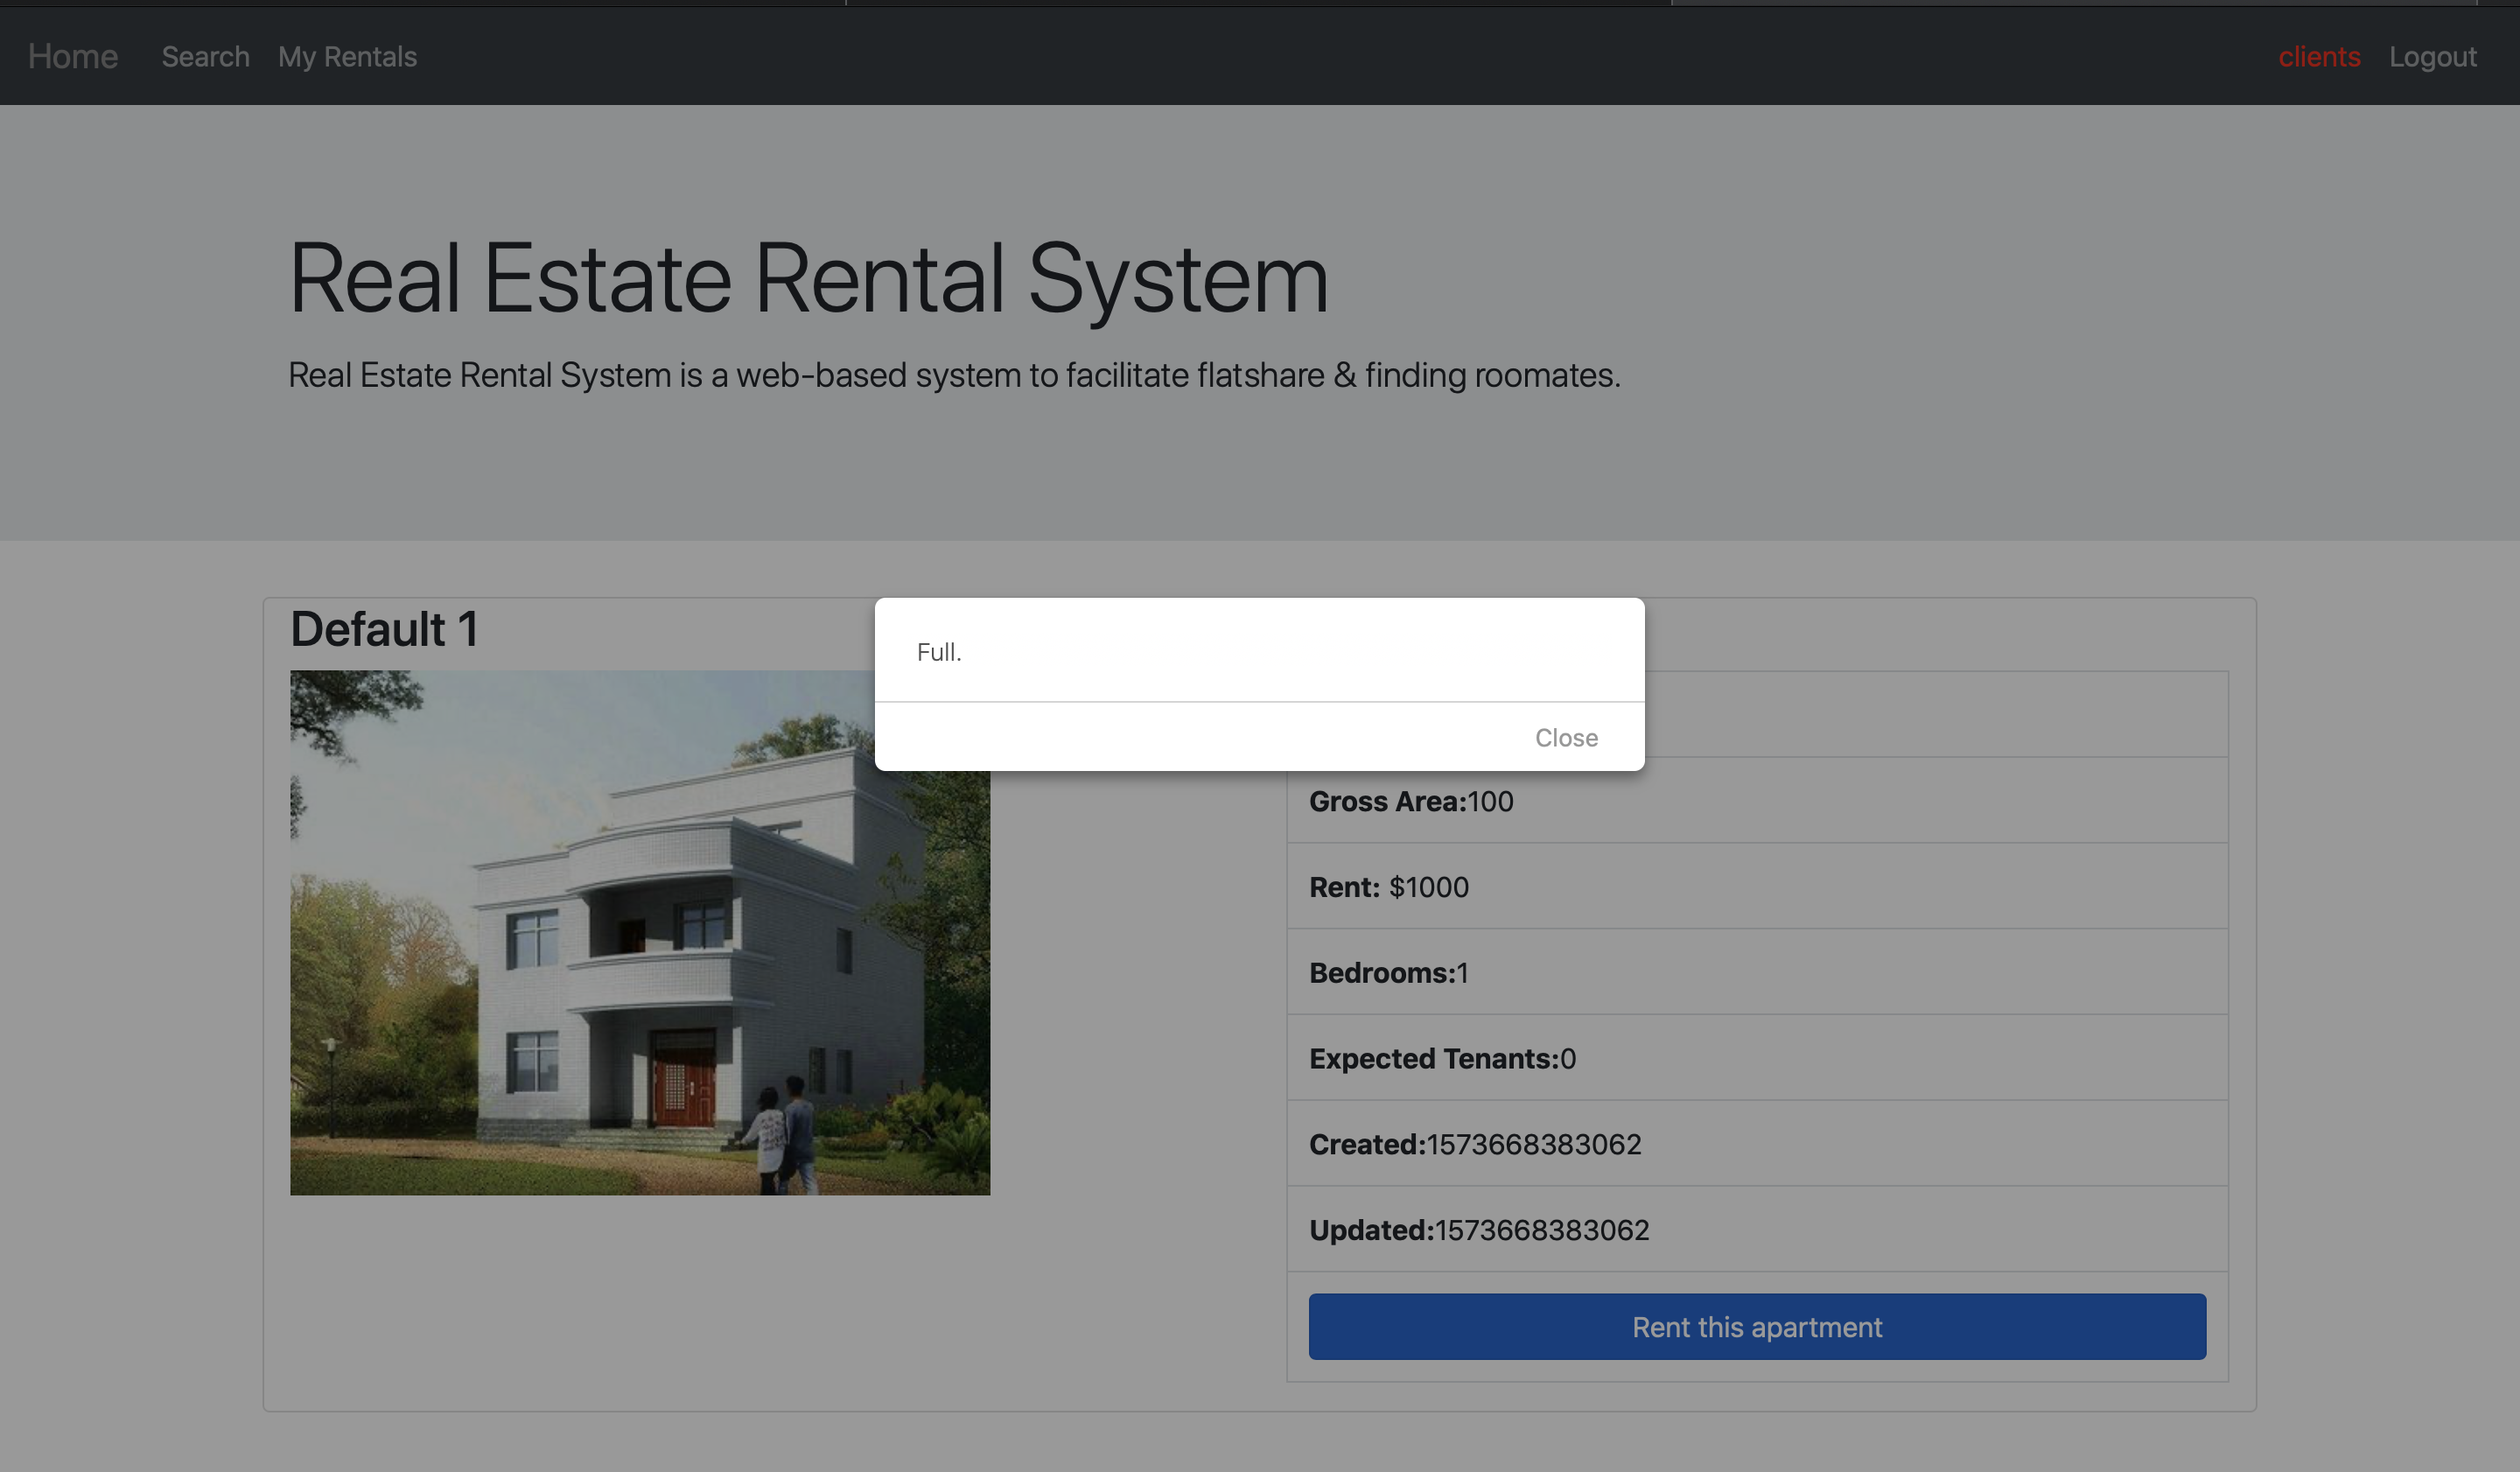 Home Search My Rentals clients Logout
Real Estate Rental System
Real Estate Rental System is a web-based system to facilitate flatshare & finding roomates.
Default 1
Full.
Close
Gross Area:100
Rent: $1000
Bedrooms:1
Expected Tenants:0
Created:1573668383062
Updated:1573668383062
Rent this apartment